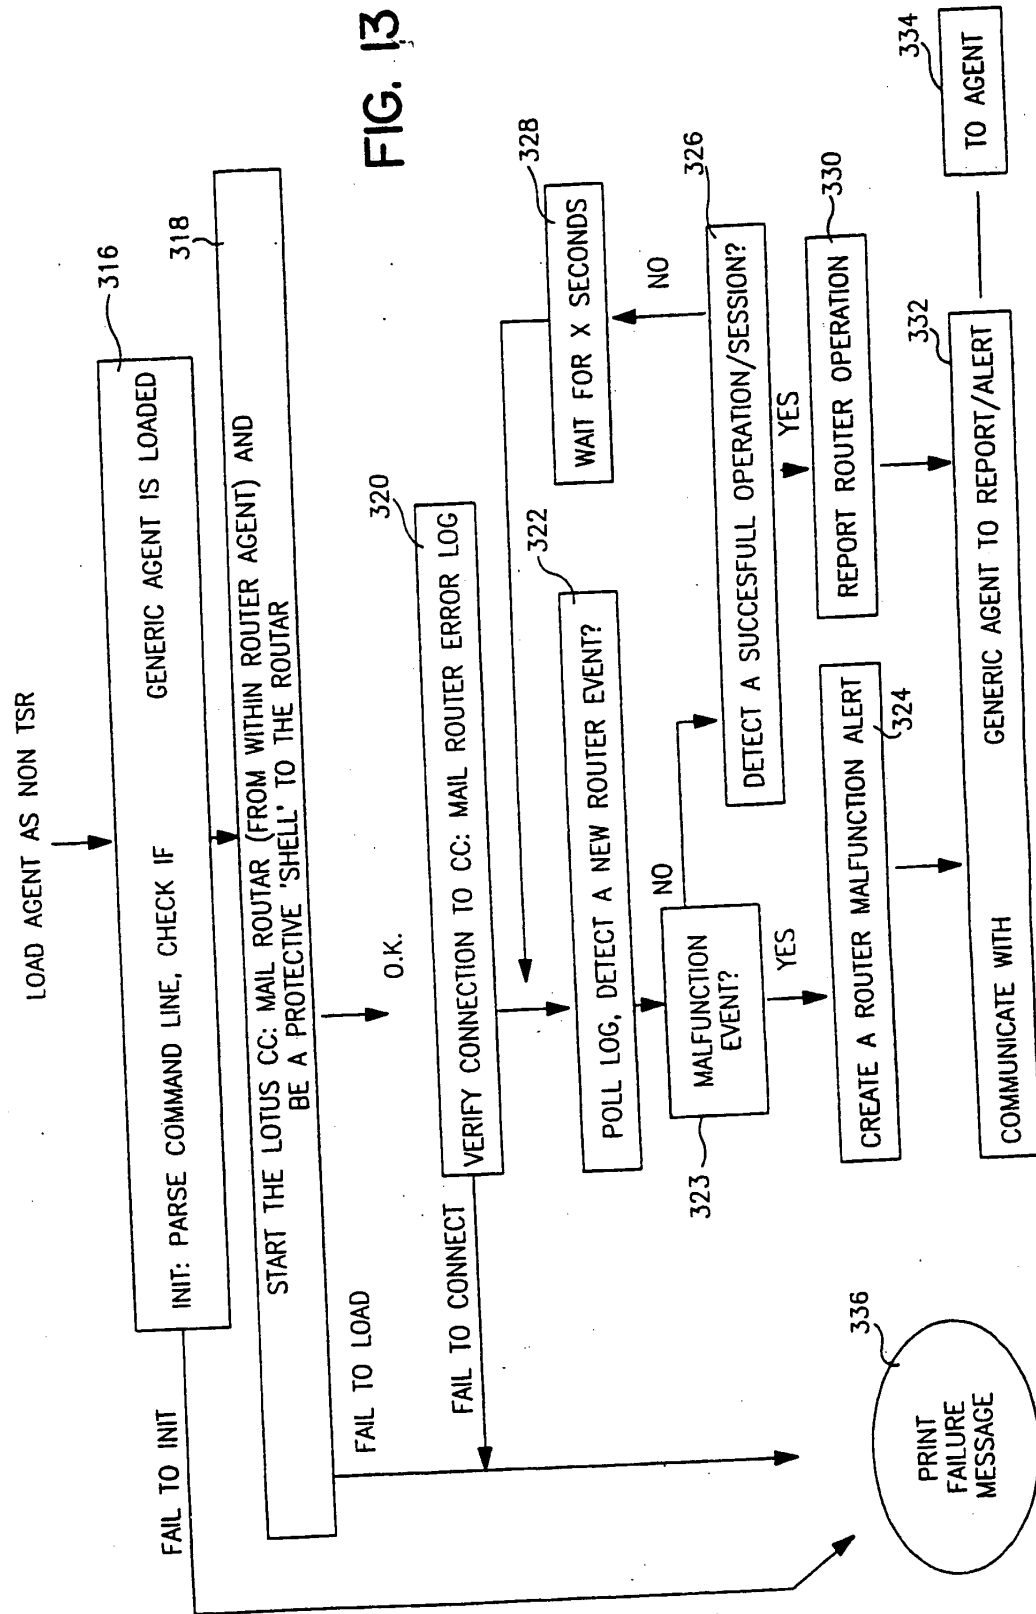 LOAD AGENT AS NON TSR
316
INIT: PARSE COMMAND LINE, CHECK IF GENERIC AGENT IS LOADED
FAIL TO INIT
318
START THE LOTUS CC: MAIL ROUTAR (FROM WITHIN ROUTER AGENT) AND
BE A PROTECTIVE 'SHELL' TO THE ROUTAR
FAIL TO LOAD
O.K.
FIG. 13
320
VERIFY CONNECTION TO CC: MAIL ROUTER ERROR LOG
FAIL TO CONNECT
328
WAIT FOR X SECONDS
322
POLL LOG, DETECT A NEW ROUTER EVENT?
NO
323
MALFUNCTION
EVENT?
NO
YES
326
DETECT A SUCCESFULL OPERATION/SESSION?
YES
324
CREATE A ROUTER MALFUNCTION ALERT
330
REPORT ROUTER OPERATION
332
COMMUNICATE WITH GENERIC AGENT TO REPORT/ALERT
334
TO AGENT
336
PRINT
FAILURE
MESSAGE